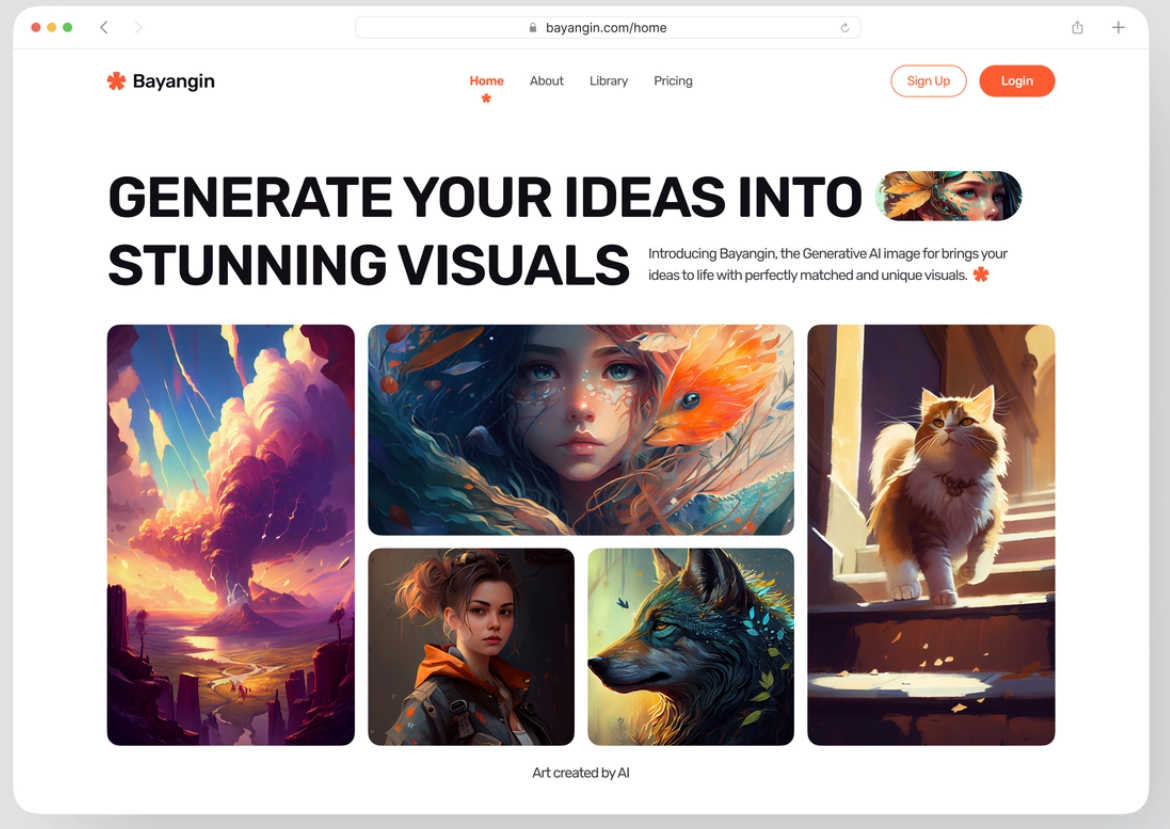 bayangin.com/home
Bayangin
Home About Library Pricing
Sign Up Login
GENERATE YOUR IDEAS INTO
STUNNING VISUALS
Introducing Bayangin, the Generative AI image for brings your
ideas to life with perfectly matched and unique visuals.
Art created by AI